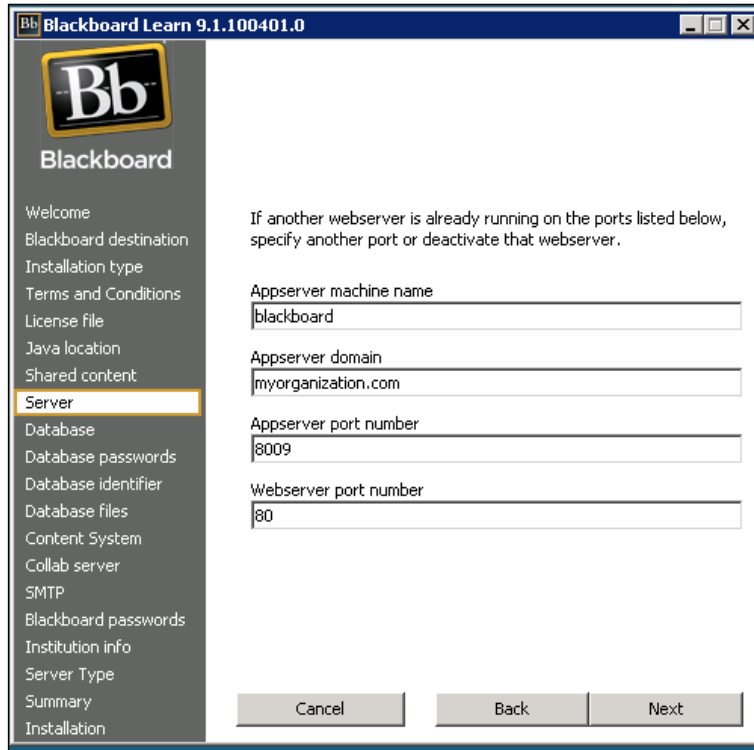 Bb Blackboard Learn 9.1.100401.0
Bb
Blackboard
Welcome
Blackboard destination
Installation type
Terms and Conditions
License file
Java location
Shared content
Server
Database
Database passwords
Database identifier
Database files
Content System
Collab server
SMTP
Blackboard passwords
Institution info
Server Type
Summary
Installation
If another webserver is already running on the ports listed below,
specify another port or deactivate that webserver.
Appserver machine name
blackboard
Appserver domain
myorganization.com
Appserver port number
8009
Webserver port number
80
Cancel
Back
Next